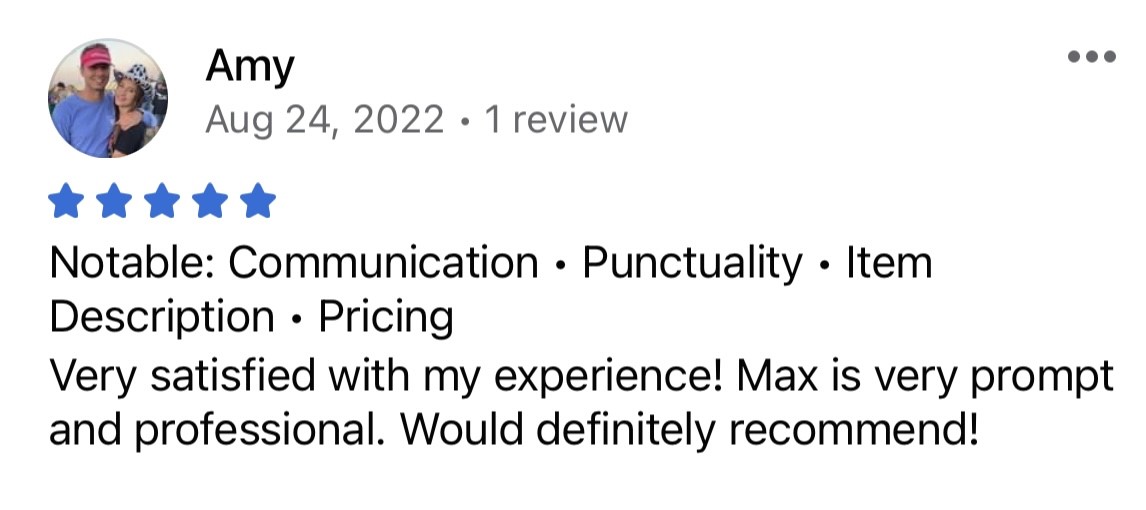 Amy
Aug 24, 2022 • 1 review
Notable: Communication • Punctuality • Item
Description • Pricing
Very satisfied with my experience! Max is very prompt
and professional. Would definitely recommend!